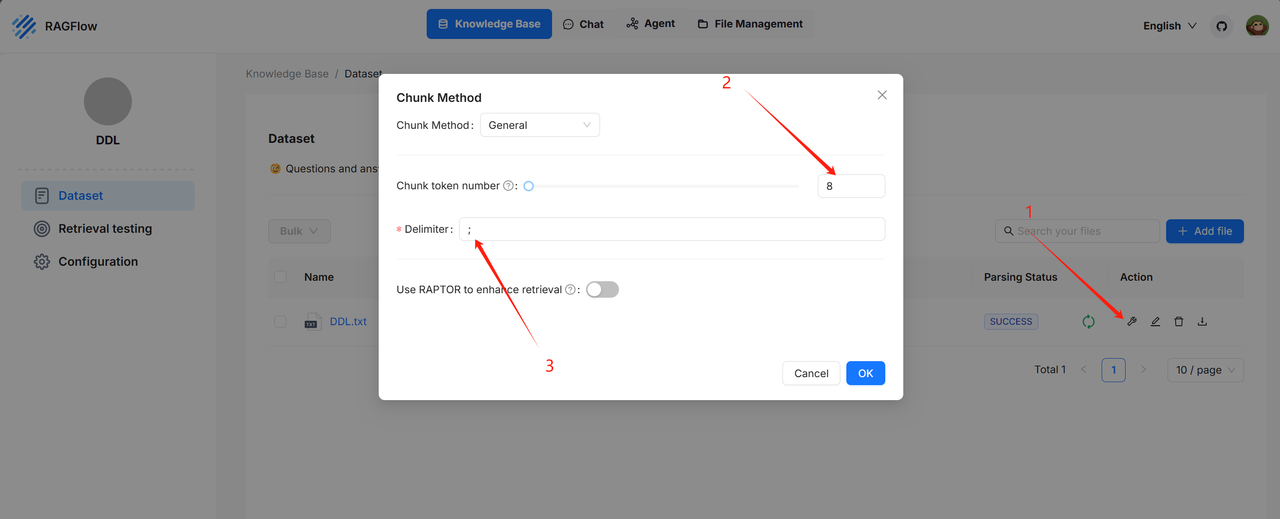 RAGFlow
Knowledge Base
Chat
Agent
File Management
English
Knowledge Base / Dataset
DDL
Dataset
Retrieval testing
Configuration
Dataset
Questions and ans
Bulk
Search your files
Add file
Name
Parsing Status
Action
TXT
DDL.txt
SUCCESS
Total 1
1
10 / page
Chunk Method
Chunk Method :
General
Chunk token number ? :
8
* Delimiter :
;
Use RAPTOR to enhance retrieval ? :
Cancel
OK
1
2
3